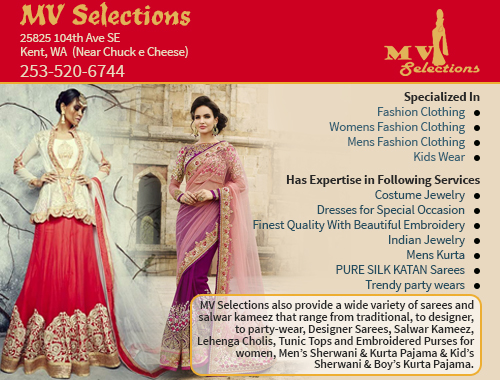 MV Selections
25825 104th Ave SE
Kent, WA (Near Chuck e Cheese)
253-520-6744
MV
Selections
Specialized In
Fashion Clothing
Womens Fashion Clothing
Mens Fashion Clothing
Kids Wear
Has Expertise in Following Services
Costume Jewelry
Dresses for Special Occasion
Finest Quality With Beautiful Embroidery
Indian Jewelry
Mens Kurta
PURE SILK KATAN Sarees
Trendy party wears
MV Selections also provide a wide variety of sarees and
salwar kameez that range from traditional, to designer,
to party-wear, Designer Sarees, Salwar Kameez,
Lehenga Cholis, Tunic Tops and Embroidered Purses for
women, Men's Sherwani & Kurta Pajama & Kid's
Sherwani & Boy's Kurta Pajama.